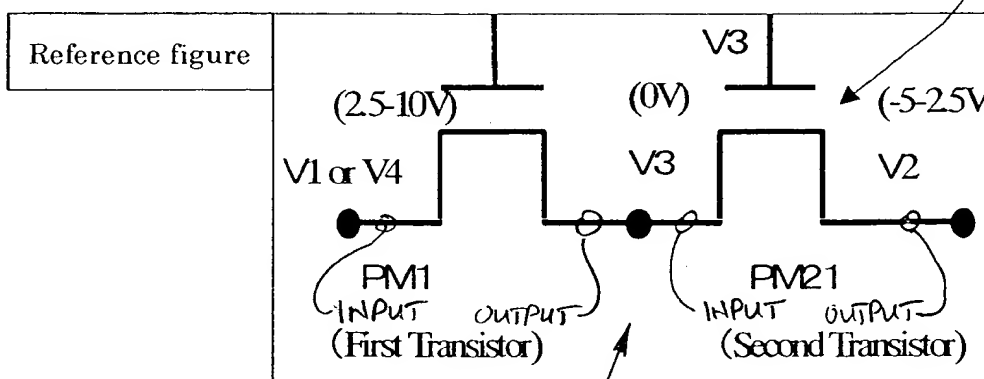 Reference figure
V3
(2.5-10V)
(0V)
(-5-2.5V
V1 or V4
V3
V2
PM1
PM21
INPUT
OUTPUT
INPUT
OUTPUT
(First Transistor)
(Second Transistor)